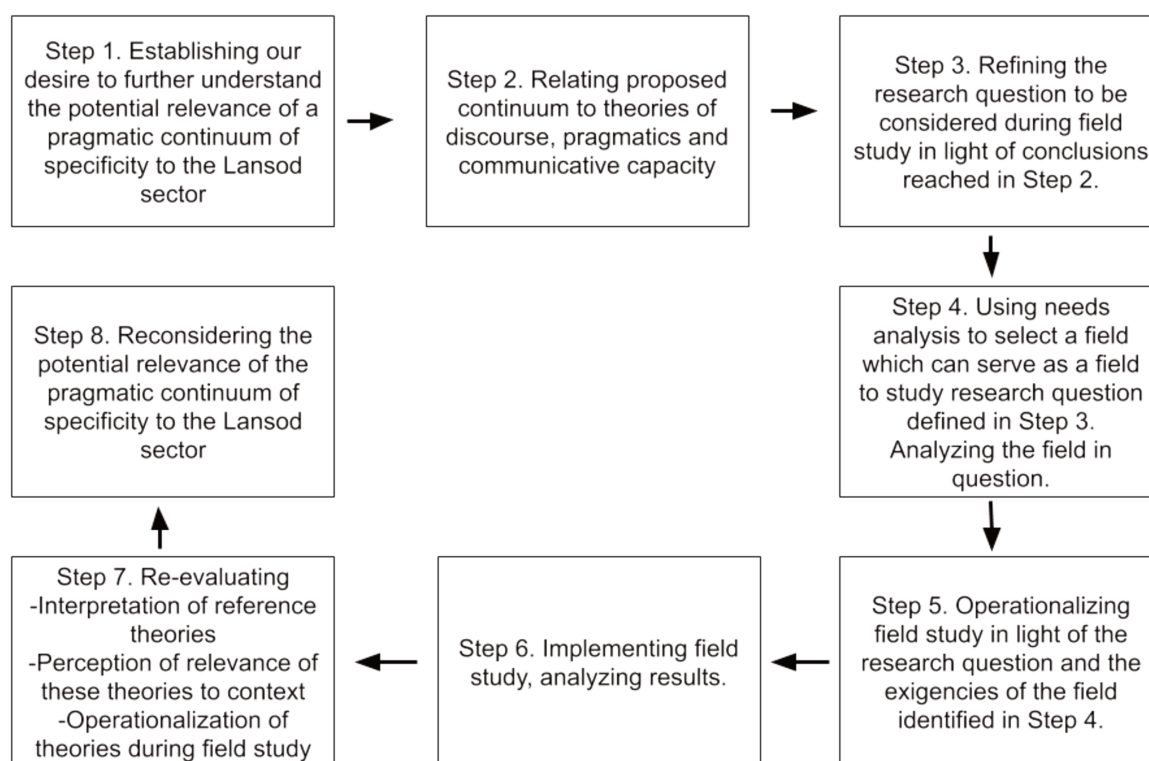 Step 1. Establishing our
desire to further understand
the potential relevance of a
pragmatic continuum of
specificity to the Lansod
sector
Step 2. Relating proposed
continuum to theories of
discourse, pragmatics and
communicative capacity
Step 3. Refining the
research question to be
considered during field
study in light of conclusions
reached in Step 2.
Step 4. Using needs
analysis to select a field
which can serve as a field
to study research question
defined in Step 3.
Analyzing the field in
question.
Step 5. Operationalizing
field study in light of the
research question and the
exigencies of the field
identified in Step 4.
Step 6. Implementing field
study, analyzing results.
Step 7. Re-evaluating
-Interpretation of reference
theories
-Perception of relevance of
these theories to context
-Operationalization of
theories during field study
Step 8. Reconsidering the
potential relevance of the
pragmatic continuum of
specificity to the Lansod
sector